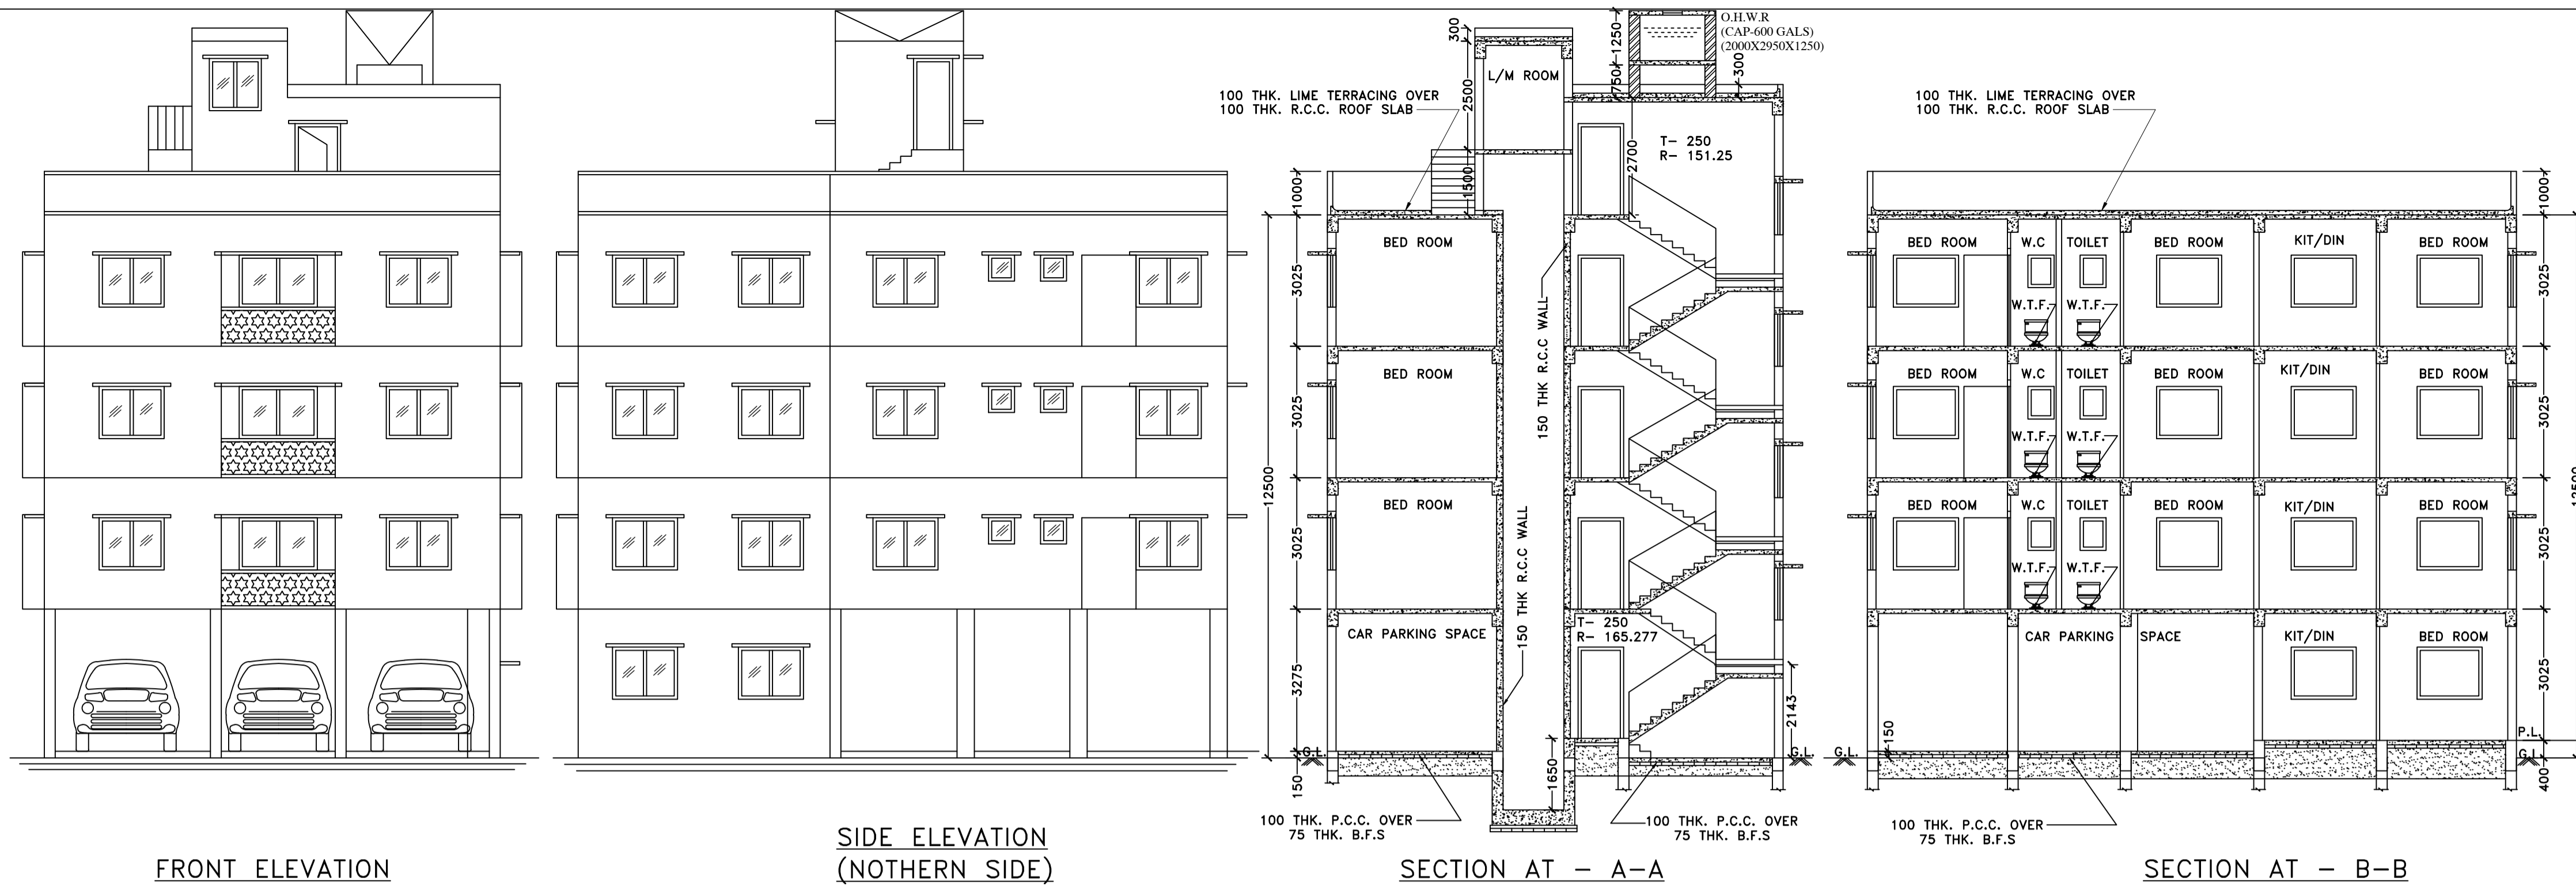 FRONT ELEVATION
SIDE ELEVATION
(NOTHERN SIDE)
100 THK. LIME TERRACING OVER
100 THK. R.C.C. ROOF SLAB
300
2500
1500
L/M ROOM
O.H.W.R
(CAP-600 GALS)
(2000X2950X1250)
1250
750
300
2700
T- 250
R- 151.25
1000
3025
3025
3025
3275
150
12500
BED ROOM
BED ROOM
BED ROOM
CAR PARKING SPACE
150 THK R.C.C WALL
150 THK R.C.C WALL
T- 250
R- 165.277
2143
1650
G.L.
G.L.
100 THK. P.C.C. OVER
75 THK. B.F.S
100 THK. P.C.C. OVER
75 THK. B.F.S
SECTION AT - A-A
100 THK. LIME TERRACING OVER
100 THK. R.C.C. ROOF SLAB
BED ROOM W.C TOILET BED ROOM KIT/DIN BED ROOM
W.T.F. W.T.F.
BED ROOM W.C TOILET BED ROOM KIT/DIN BED ROOM
W.T.F. W.T.F.
BED ROOM W.C TOILET BED ROOM KIT/DIN BED ROOM
W.T.F. W.T.F.
CAR PARKING SPACE KIT/DIN BED ROOM
1000
3025
3025
3025
3025
400
12500
150
P.L.
G.L.
G.L.
100 THK. P.C.C. OVER
75 THK. B.F.S
SECTION AT - B-B